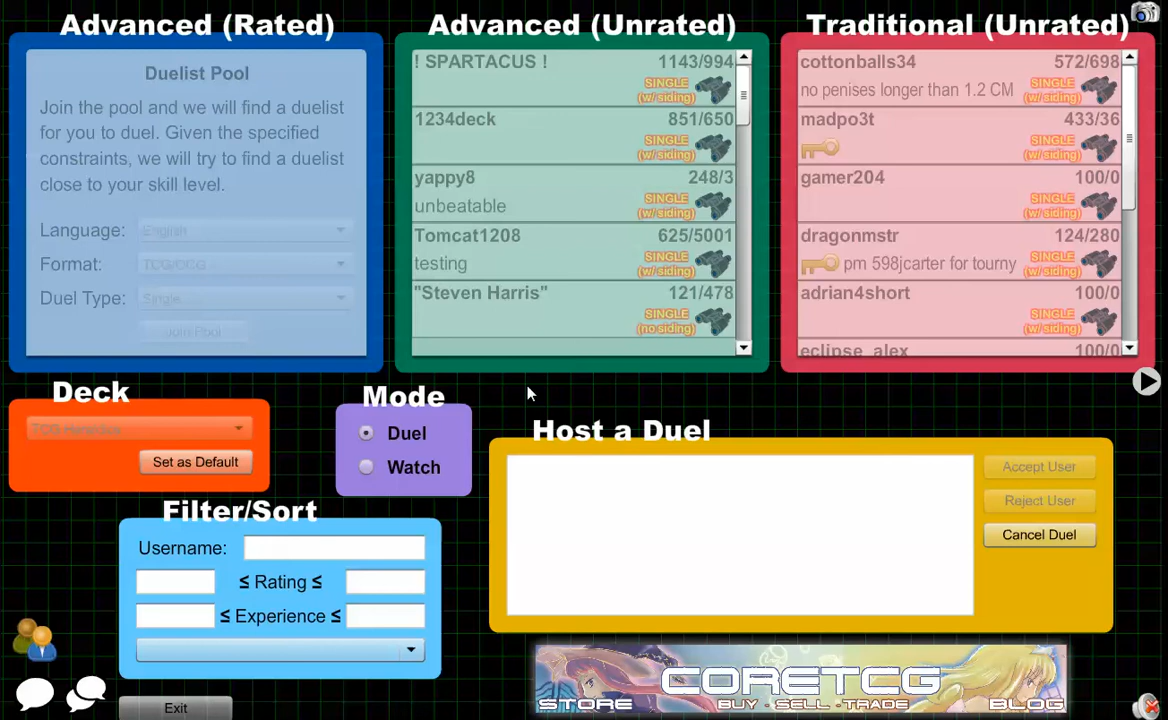 Advanced (Rated)
Duelist Pool
Join the pool and we will find a duelist
for you to duel. Given the specified
constraints, we will try to find a duelist
close to your skill level.
Language: English
Format: TCG/OCG
Duel Type: Single
Join Pool
Advanced (Unrated)
! SPARTACUS ! 1143/994
SINGLE
(w/ siding)
1234deck 851/650
SINGLE
(w/ siding)
yappy8 248/3
unbeatable SINGLE
(w/ siding)
Tomcat1208 625/5001
testing SINGLE
(w/ siding)
"Steven Harris" 121/478
SINGLE
(no siding)
Traditional (Unrated)
cottonballs34 572/698
no penises longer than 1.2 CM SINGLE
(w/ siding)
madpo3t 433/36
SINGLE
(w/ siding)
gamer204 100/0
SINGLE
(w/ siding)
dragonmstr 124/280
pm 598jcarter for tourny SINGLE
(w/ siding)
adrian4short 100/0
SINGLE
(w/ siding)
eclipse_alex 100/0
Deck
TCG
Set as Default
Mode
Duel
Watch
Host a Duel
Accept User
Reject User
Cancel Duel
Filter/Sort
Username:
≤ Rating ≤
≤ Experience ≤
Exit
CORETCG
STORE BUY - SELL - TRADE BLOG